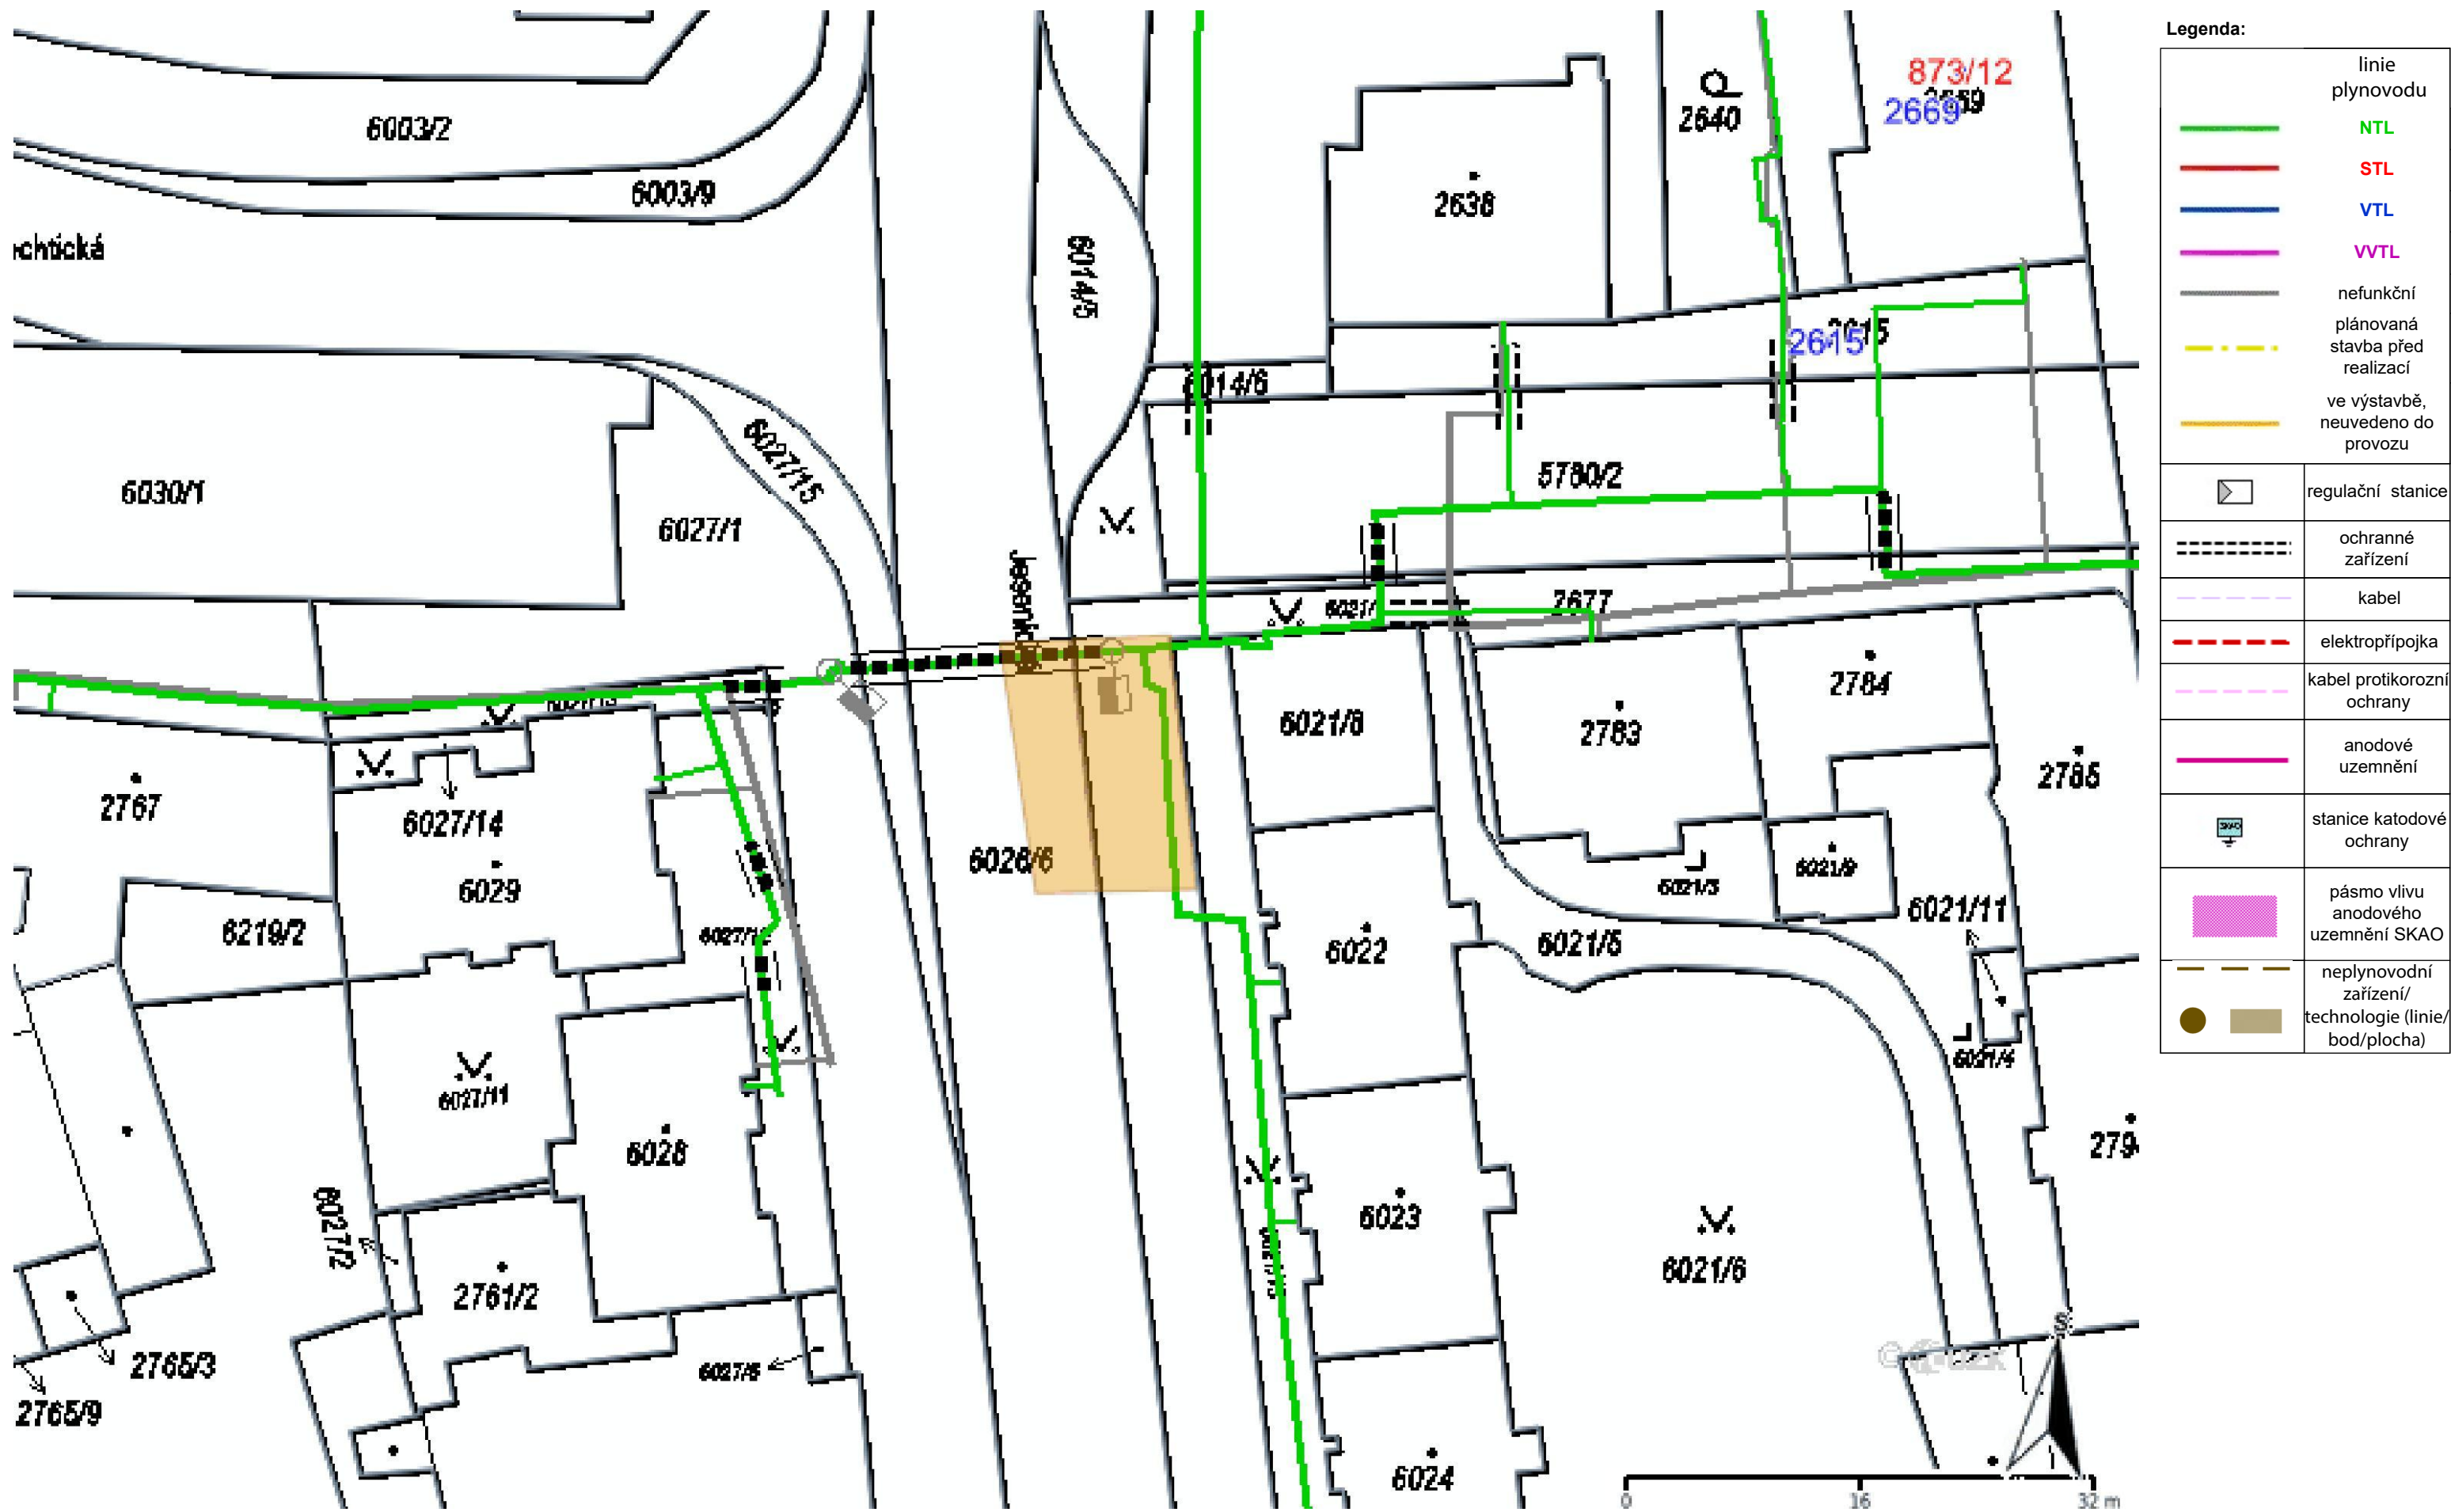 Legenda:
linie
plynovodu
NTL
STL
VTL
VVTL
nefunkční
plánovaná
stavba před
realizací
ve výstavbě,
neuvedeno do
provozu
regulační stanice
ochranné
zařízení
kabel
elektropřípojka
kabel protikorozní
ochrany
anodové
uzemnění
SKAO
stanice katodové
ochrany
pásmo vlivu
anodového
uzemnění SKAO
neplynovodní
zařízení/
technologie (linie/
bod/plocha)
873/12
2669
2640
6003/2
6003/9
2638
chtická
6014/5
2615
6014/6
6027/15
5780/2
6030/1
6027/1
2677
6021/
2784
6021/8
2783
2785
2767
6027/14
6026/6
6029
6021/3
6021/9
6021/11
6219/2
6022
6021/5
6021/4
6027/11
6028
279
6023
6027/2
6021/6
2761/2
2765/3
6027/6
2765/9
6024
S
0 16 32 m